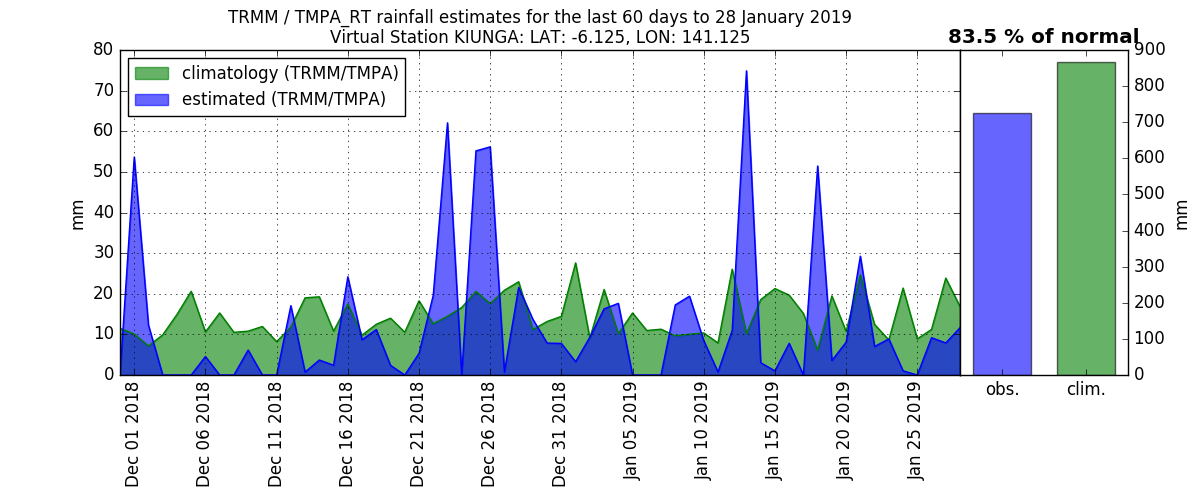 TRMM / TMPA_RT rainfall estimates for the last 60 days to 28 January 2019
Virtual Station KIUNGA: LAT: -6.125, LON: 141.125
83.5 % of normal
climatology (TRMM/TMPA)
estimated (TRMM/TMPA)
mm
80
70
60
50
40
30
20
10
0
Dec 01 2018
Dec 06 2018
Dec 11 2018
Dec 16 2018
Dec 21 2018
Dec 26 2018
Dec 31 2018
Jan 05 2019
Jan 10 2019
Jan 15 2019
Jan 20 2019
Jan 25 2019
obs.
clim.
900
800
700
600
500
400
300
200
100
0
mm